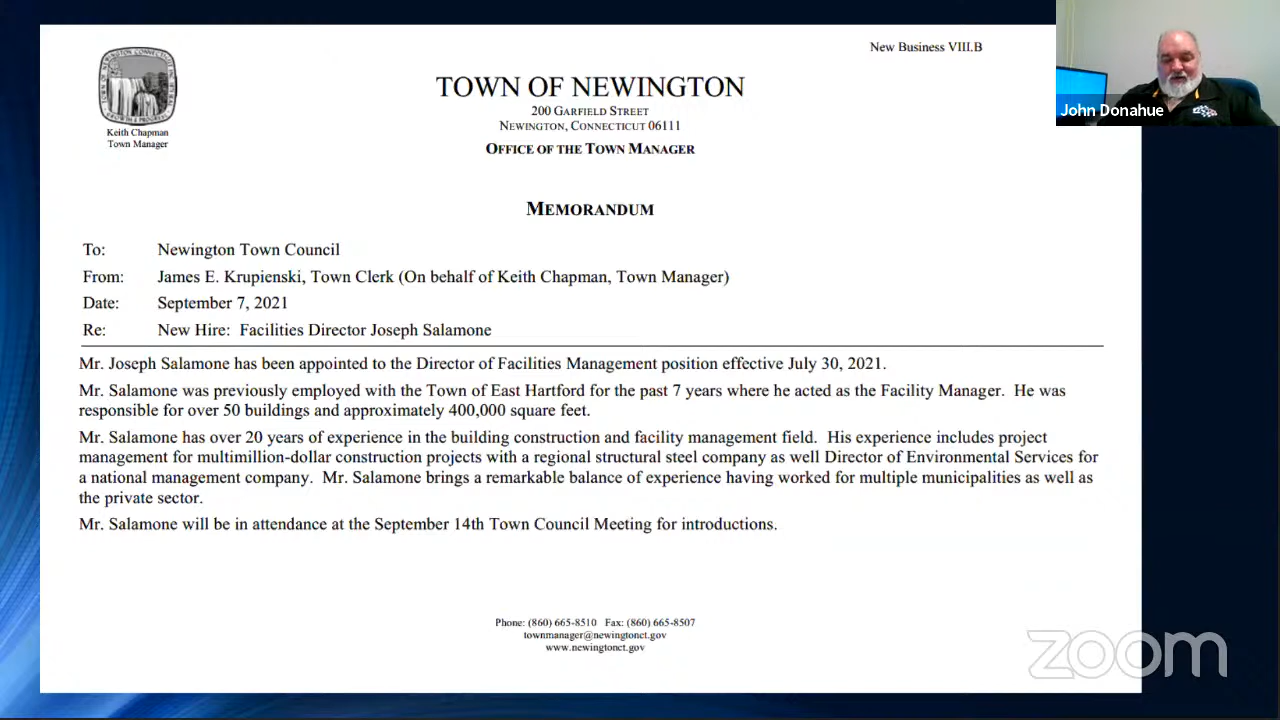 New Business VIII.B
TOWN OF NEWINGTON
200 GARFIELD STREET
NEWINGTON, CONNECTICUT 06111
OFFICE OF THE TOWN MANAGER
Keith Chapman
Town Manager
John Donahue
MEMORANDUM
To: Newington Town Council
From: James E. Krupienski, Town Clerk (On behalf of Keith Chapman, Town Manager)
Date: September 7, 2021
Re: New Hire: Facilities Director Joseph Salamone
Mr. Joseph Salamone has been appointed to the Director of Facilities Management position effective July 30, 2021.
Mr. Salamone was previously employed with the Town of East Hartford for the past 7 years where he acted as the Facility Manager. He was
responsible for over 50 buildings and approximately 400,000 square feet.
Mr. Salamone has over 20 years of experience in the building construction and facility management field. His experience includes project
management for multimillion-dollar construction projects with a regional structural steel company as well Director of Environmental Services for
a national management company. Mr. Salamone brings a remarkable balance of experience having worked for multiple municipalities as well as
the private sector.
Mr. Salamone will be in attendance at the September 14th Town Council Meeting for introductions.
Phone: (860) 665-8510 Fax: (860) 665-8507
townmanager@newingtonct.gov
www.newingtonct.gov
zoom